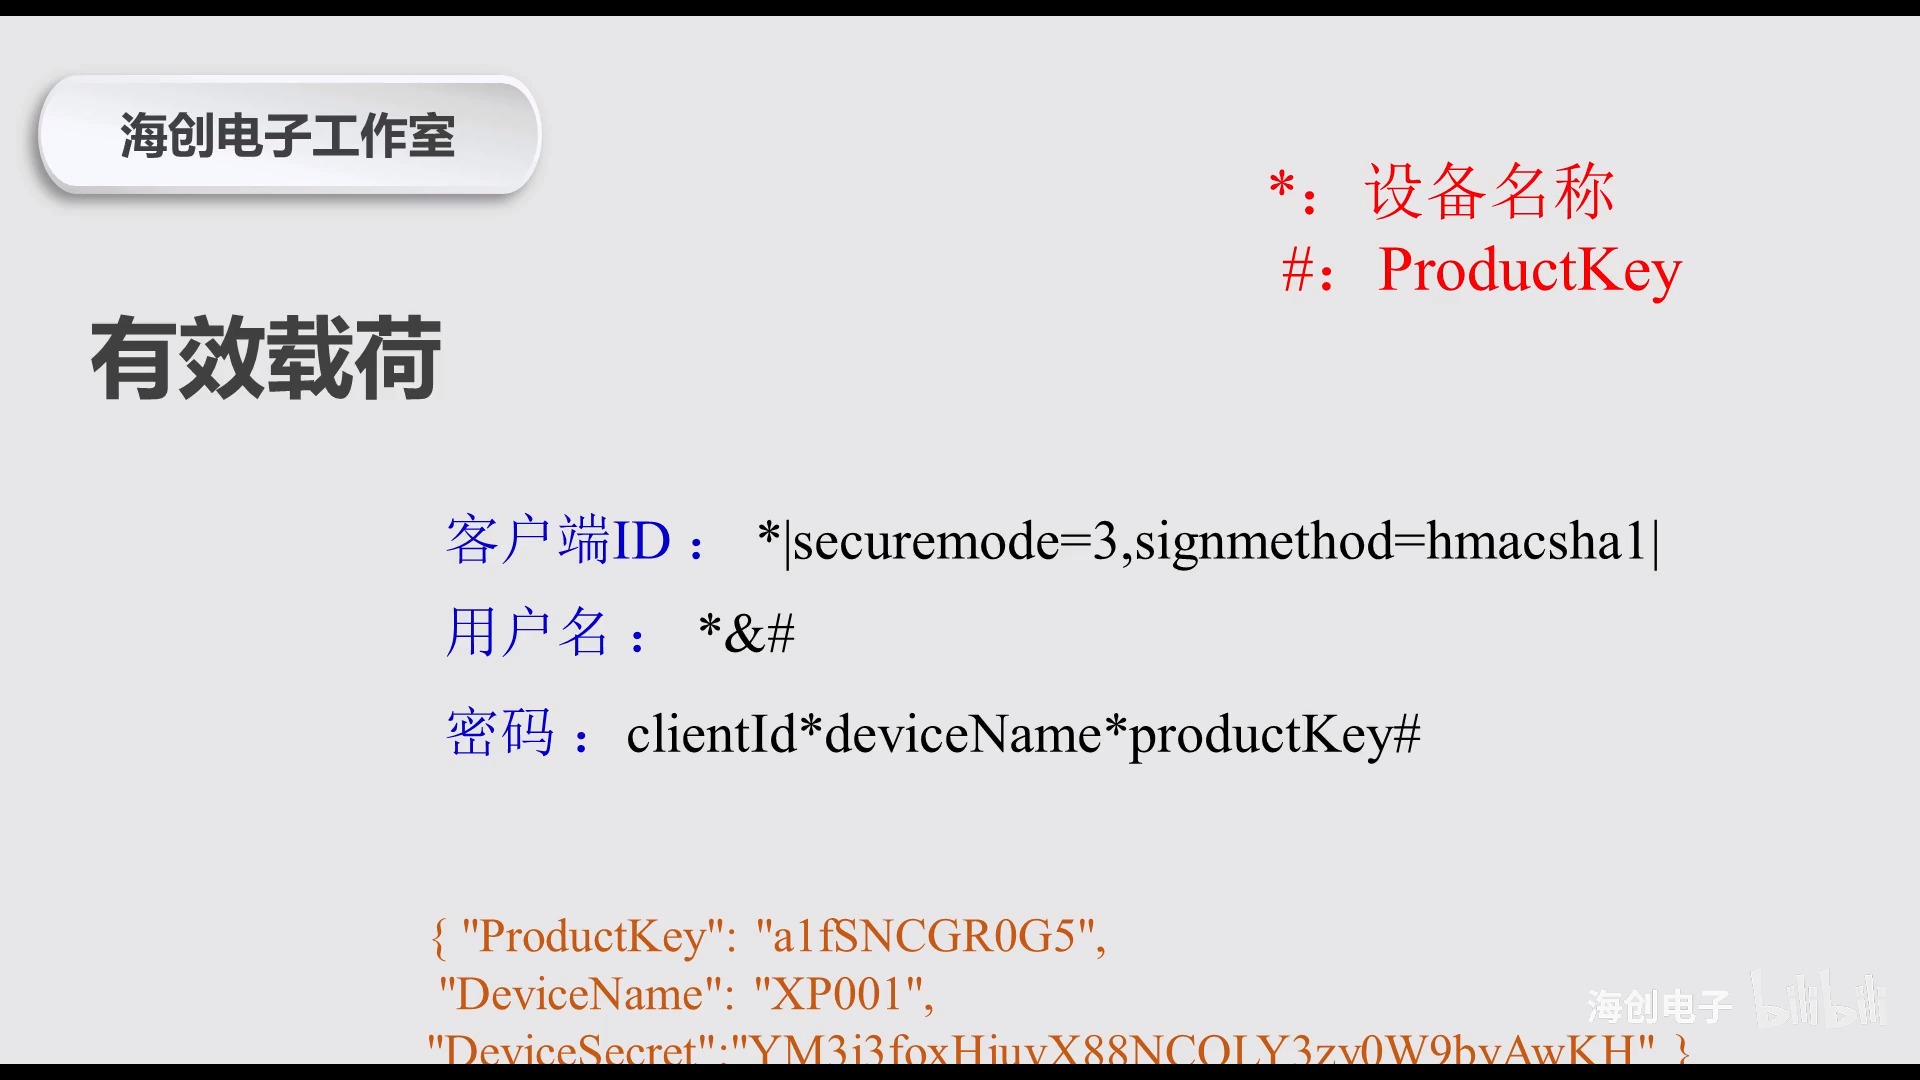 海创电子工作室
*：设备名称
#：ProductKey
有效载荷
客户端ID： *|securemode=3,signmethod=hmacsha1|
用户名： *&#
密码：clientId*deviceName*productKey#
{ "ProductKey": "a1fSNCGR0G5",
"DeviceName": "XP001",
"DeviceSecret":
海创电子 bilibili